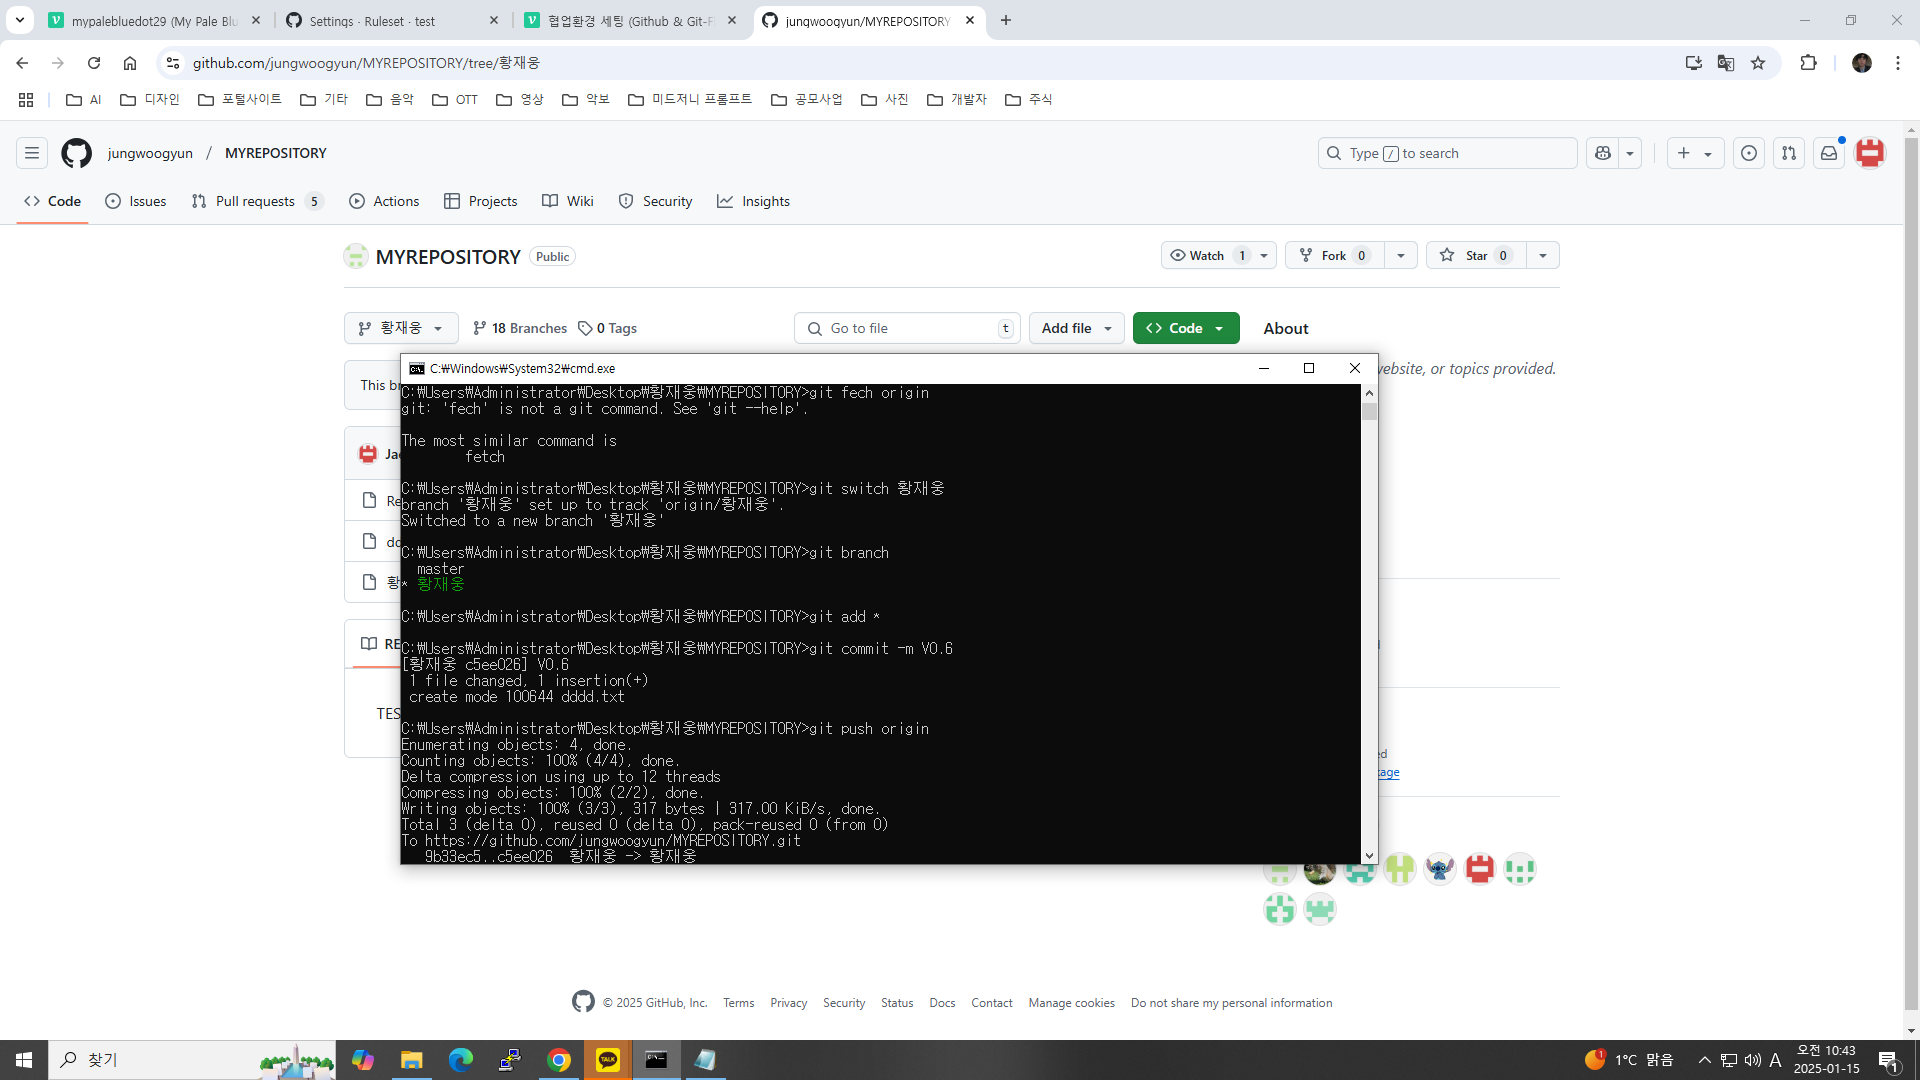 mypalebluedot29 (My Pale Blu
Settings · Ruleset · test
협업환경 세팅 (Github & Git-Fl
jungwoogyun/MYREPOSITORY
github.com/jungwoogyun/MYREPOSITORY/tree/황재웅
AI
디자인
포털사이트
기타
음악
OTT
영상
악보
미드저니 프롬프트
공모사업
사진
개발자
주식
jungwoogyun / MYREPOSITORY
Type / to search
Code
Issues
Pull requests 5
Actions
Projects
Wiki
Security
Insights
MYREPOSITORY Public
Watch 1
Fork 0
Star 0
황재웅
18 Branches
0 Tags
Go to file t
Add file
Code
About
This br
website, or topics provided.
Jac
Re
dd
황
RE
TES
C:\Windows\System32\cmd.exe
C:₩Users₩Administrator₩Desktop₩황재웅₩MYREPOSITORY>git fech origin
git: 'fech' is not a git command. See 'git --help'.
The most similar command is
fetch
C:₩Users₩Administrator₩Desktop₩황재웅₩MYREPOSITORY>git switch 황재웅
branch '황재웅' set up to track 'origin/황재웅'.
Switched to a new branch '황재웅'
C:₩Users₩Administrator₩Desktop₩황재웅₩MYREPOSITORY>git branch
master
* 황재웅
C:₩Users₩Administrator₩Desktop₩황재웅₩MYREPOSITORY>git add *
C:₩Users₩Administrator₩Desktop₩황재웅₩MYREPOSITORY>git commit -m V0.6
[황재웅 c5ee026] V0.6
1 file changed, 1 insertion(+)
create mode 100644 dddd.txt
C:₩Users₩Administrator₩Desktop₩황재웅₩MYREPOSITORY>git push origin
Enumerating objects: 4, done.
Counting objects: 100% (4/4), done.
Delta compression using up to 12 threads
Compressing objects: 100% (2/2), done.
Writing objects: 100% (3/3), 317 bytes | 317.00 KiB/s, done.
Total 3 (delta 0), reused 0 (delta 0), pack-reused 0 (from 0)
To https://github.com/jungwoogyun/MYREPOSITORY.git
9b33ec5..c5ee026 황재웅 -> 황재웅
ed
kage
© 2025 GitHub, Inc.
Terms
Privacy
Security
Status
Docs
Contact
Manage cookies
Do not share my personal information
찾기
TALK
1
1°C 맑음
A
오전 10:43
2025-01-15
1